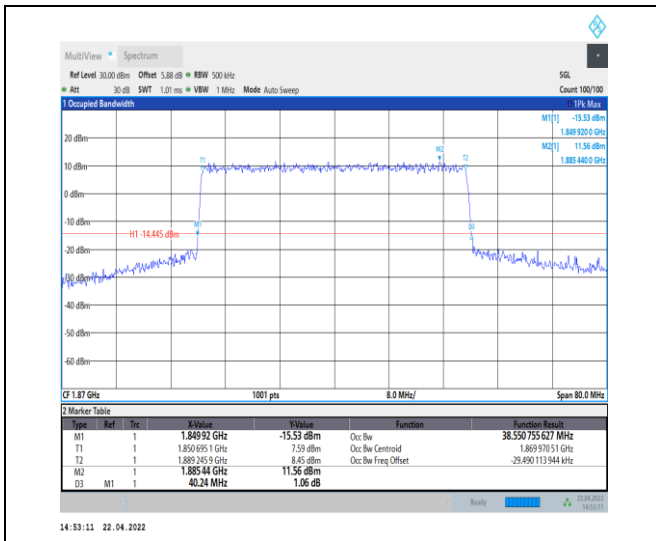 MultiView Spectrum
Ref Level 30.00 dBm Offset 5.88 dB RBW 500 kHz SGL
Att 30 dB SWT 1.01 ms VBW 1 MHz Mode Auto Sweep Count 100/100
1 Occupied Bandwidth 1Pk Max
M1[1] -15.53 dBm
1.849 920 0 GHz
M2[1] 11.56 dBm
1.885 440 0 GHz
20 dBm
M2
T1 T2
10 dBm
0 dBm
-10 dBm
M1 D3
H1 -14.445 dBm
-20 dBm
-30 dBm
-40 dBm
-50 dBm
-60 dBm
CF 1.87 GHz 1001 pts 8.0 MHz/ Span 80.0 MHz
2 Marker Table
Type Ref Trc X-Value Y-Value Function Function Result
M1 1 1.84992 GHz -15.53 dBm Occ Bw 38.550 755 627 MHz
T1 1 1.850 695 1 GHz 7.59 dBm Occ Bw Centroid 1.869 970 51 GHz
T2 1 1.889 245 9 GHz 8.45 dBm Occ Bw Freq Offset -29.490 113 944 kHz
M2 1 1.88544 GHz 11.56 dBm
D3 M1 1 40.24 MHz 1.06 dB
Ready 22.04.2022
14:53:11
14:53:11 22.04.2022